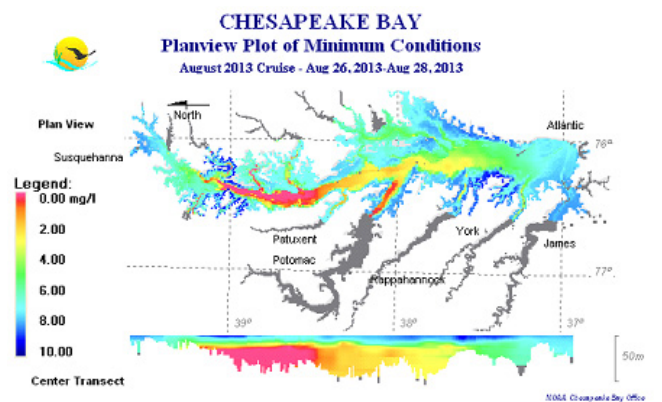 CHESAPEAKE BAY
Planview Plot of Minimum Conditions
August 2013 Cruise - Aug 26, 2013-Aug 28, 2013
North
Plan View
Atlantic
76°
Susquehanna
Legend:
0.00 mg/l
2.00
4.00
6.00
8.00
10.00
Patuxent
York
James
Potomac
Rappahannock
77°
39°
38°
37°
50m
Center Transect
NOAA Chesapeake Bay Office